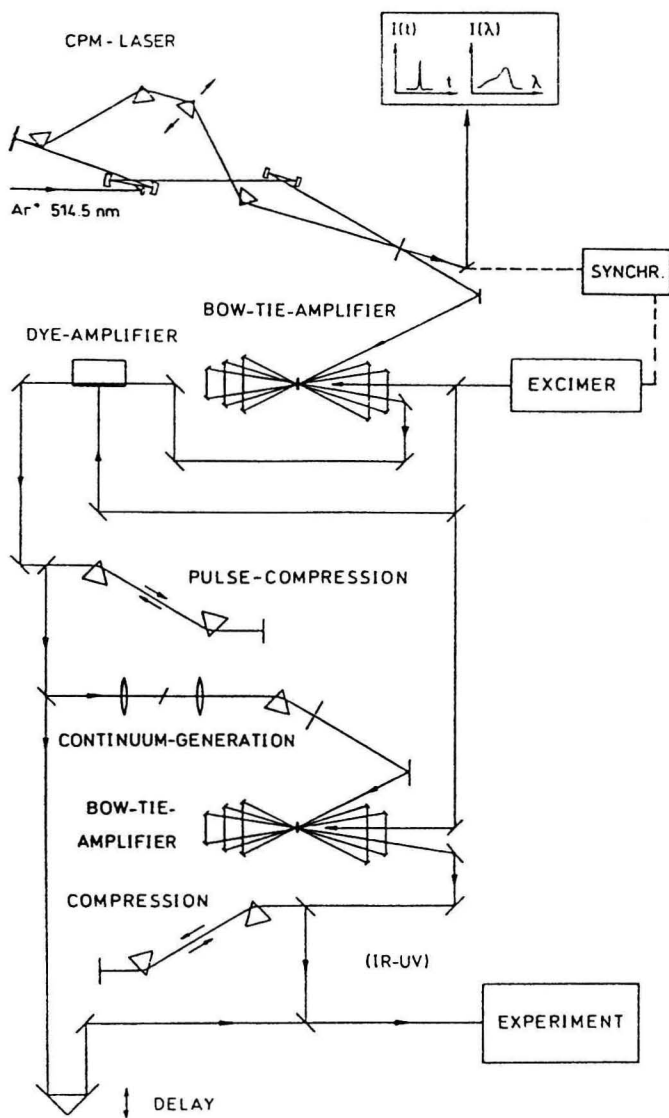 CPM-LASER
I(t)
I(λ)
t
λ
Ar⁺ 514.5 nm
SYNCHR.
BOW-TIE-AMPLIFIER
DYE-AMPLIFIER
EXCIMER
PULSE-COMPRESSION
CONTINUUM-GENERATION
BOW-TIE-
AMPLIFIER
COMPRESSION
(IR-UV)
EXPERIMENT
DELAY